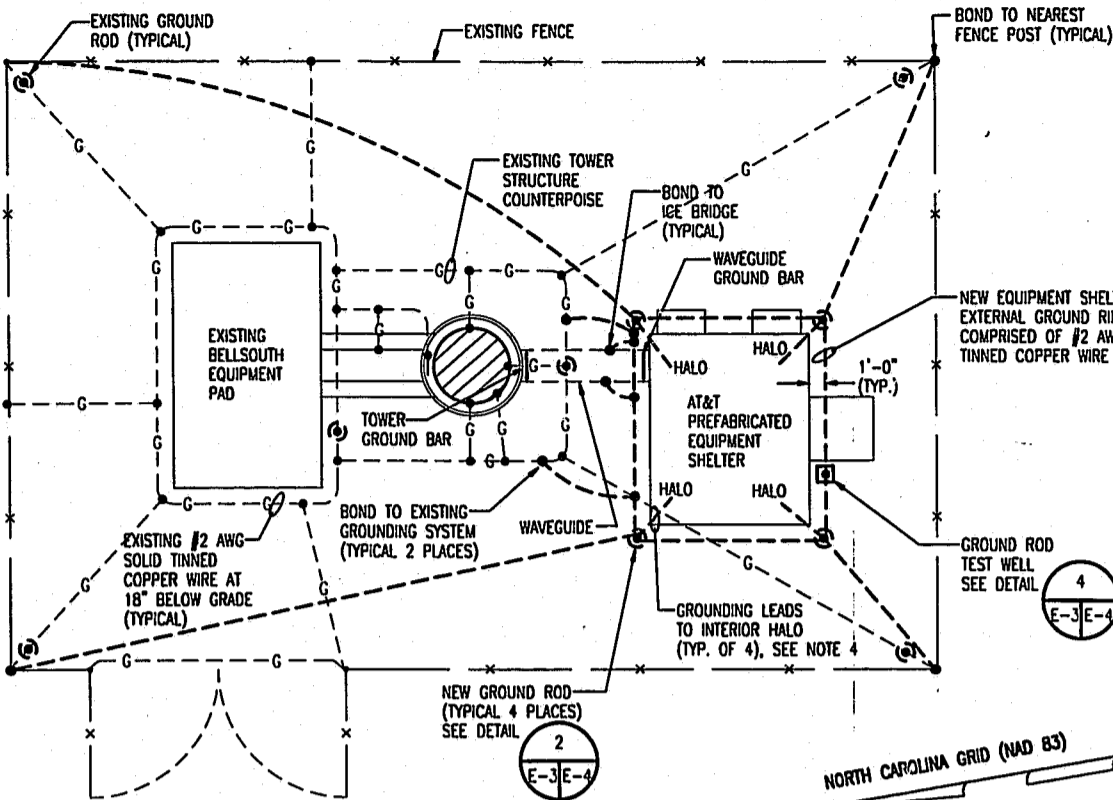 EXISTING GROUND
ROD (TYPICAL)
EXISTING FENCE
BOND TO NEAREST
FENCE POST (TYPICAL)
G
G
G
EXISTING TOWER
STRUCTURE
COUNTERPOISE
BOND TO
ICE BRIDGE
(TYPICAL)
WAVEGUIDE
GROUND BAR
G
G
G
G
G
G
G
G
G
G
NEW EQUIPMENT
EXTERNAL GROUND
COMPRISED OF #2
TINNED COPPER WIRE
EXISTING
BELLSOUTH
EQUIPMENT
PAD
HALO
HALO
1'-0"
(TYP.)
G
G
AT&T
PREFABRICATED
EQUIPMENT
SHELTER
TOWER
GROUND BAR
G
G
G
G
G
HALO
HALO
BOND TO EXISTING
GROUNDING SYSTEM
(TYPICAL 2 PLACES)
WAVEGUIDE
G
G
EXISTING #2 AWG
SOLID TINNED
COPPER WIRE AT
18" BELOW GRADE
(TYPICAL)
GROUND ROD
TEST WELL
SEE DETAIL
4
E-3 E-4
G
G
G
GROUNDING LEADS
TO INTERIOR HALO
(TYP. OF 4), SEE NOTE 4
G
G
NEW GROUND ROD
(TYPICAL 4 PLACES)
SEE DETAIL
2
E-3 E-4
NORTH CAROLINA GRID (NAD 83)